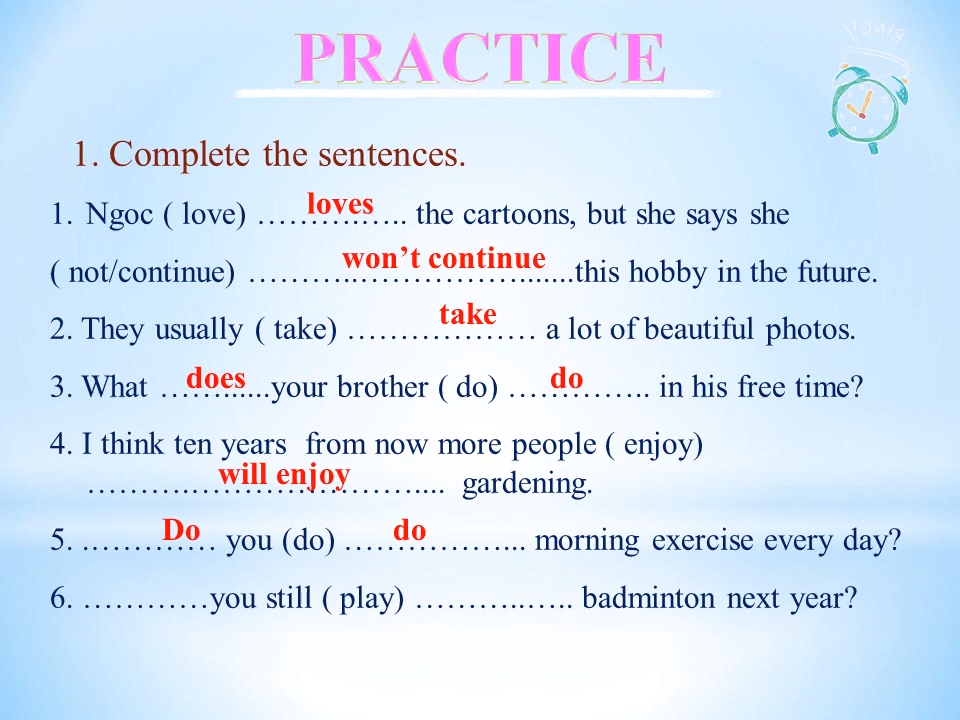 PRACTICE
RING!!
1. Complete the sentences.
1. Ngoc ( love) ……….….. the cartoons, but she says she
loves
( not/continue) ………..…………….......this hobby in the future.
won’t continue
2. They usually ( take) ……………… a lot of beautiful photos.
take
3. What ……......your brother ( do) ………….. in his free time?
does do
4. I think ten years from now more people ( enjoy)
……….……………………... gardening.
will enjoy
5. .………… you (do) ……………... morning exercise every day?
Do do
6. …………you still ( play) ………..….. badminton next year?